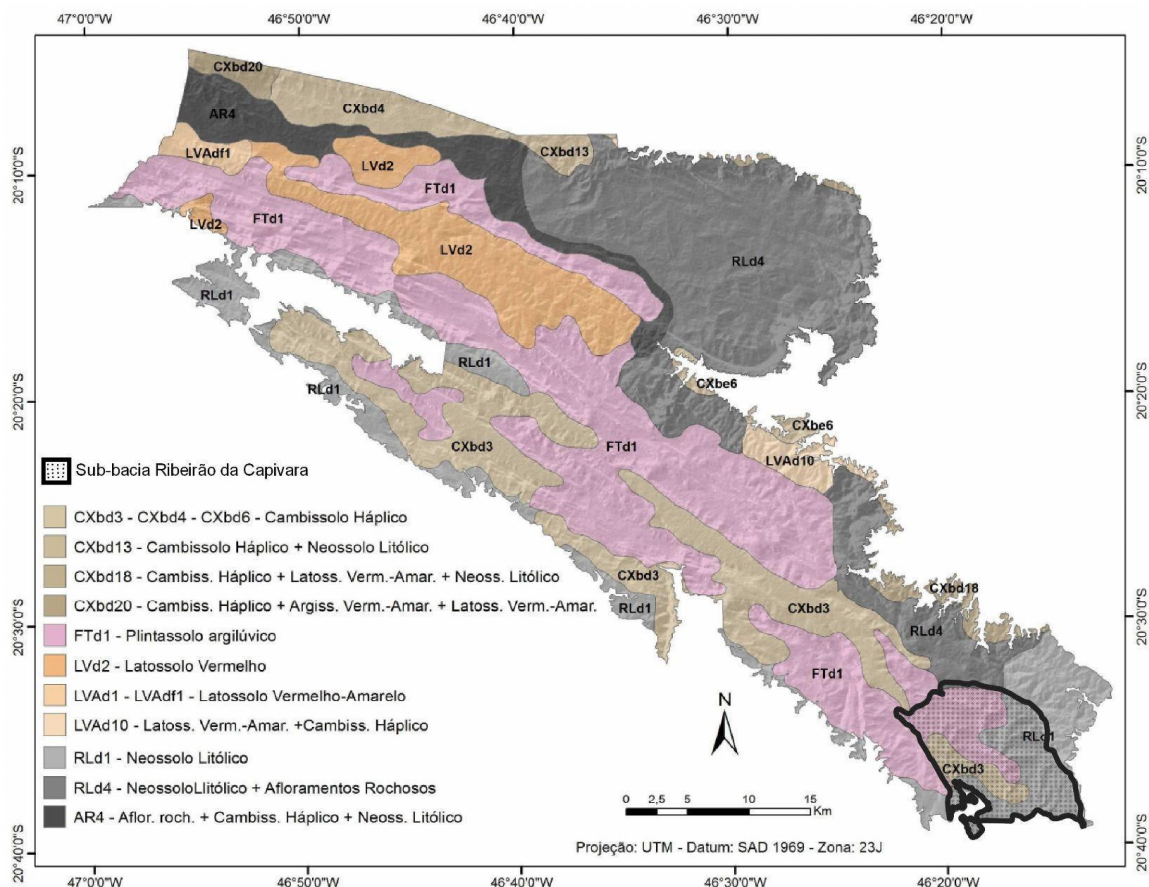 47°0'0"W 46°50'0"W 46°40'0"W 46°30'0"W 46°20'0"W
20°10'0"S
20°20'0"S
20°30'0"S
20°40'0"S
20°10'0"S
20°20'0"S
20°30'0"S
20°40'0"S
CXbd20
CXbd4
AR4
CXbd13
LVAdf1
LVd2
FTd1
FTd1
LVd2
LVd2
RLd4
RLd1
RLd1
RLd1
CXbe6
CXbe6
CXbd3
FTd1
LVAd10
CXbd3
RLd1
CXbd18
CXbd3
RLd4
FTd1
RLd1
CXbd3
Sub-bacia Ribeirão da Capivara
CXbd3 - CXbd4 - CXbd6 - Cambissolo Háplico
CXbd13 - Cambissolo Háplico + Neossolo Litólico
CXbd18 - Cambiss. Háplico + Latoss. Verm.-Amar. + Neoss. Litólico
CXbd20 - Cambiss. Háplico + Argiss. Verm.-Amar. + Latoss. Verm.-Amar.
FTd1 - Plintassolo argilúvico
LVd2 - Latossolo Vermelho
LVAd1 - LVAdf1 - Latossolo Vermelho-Amarelo
LVAd10 - Latoss. Verm.-Amar. +Cambiss. Háplico
RLd1 - Neossolo Litólico
RLd4 - NeossoloLlitólico + Afloramentos Rochosos
AR4 - Aflor. roch. + Cambiss. Háplico + Neoss. Litólico
N
0 2,5 5 10 15
Km
Projeção: UTM - Datum: SAD 1969 - Zona: 23J
47°0'0"W 46°50'0"W 46°40'0"W 46°30'0"W 46°20'0"W